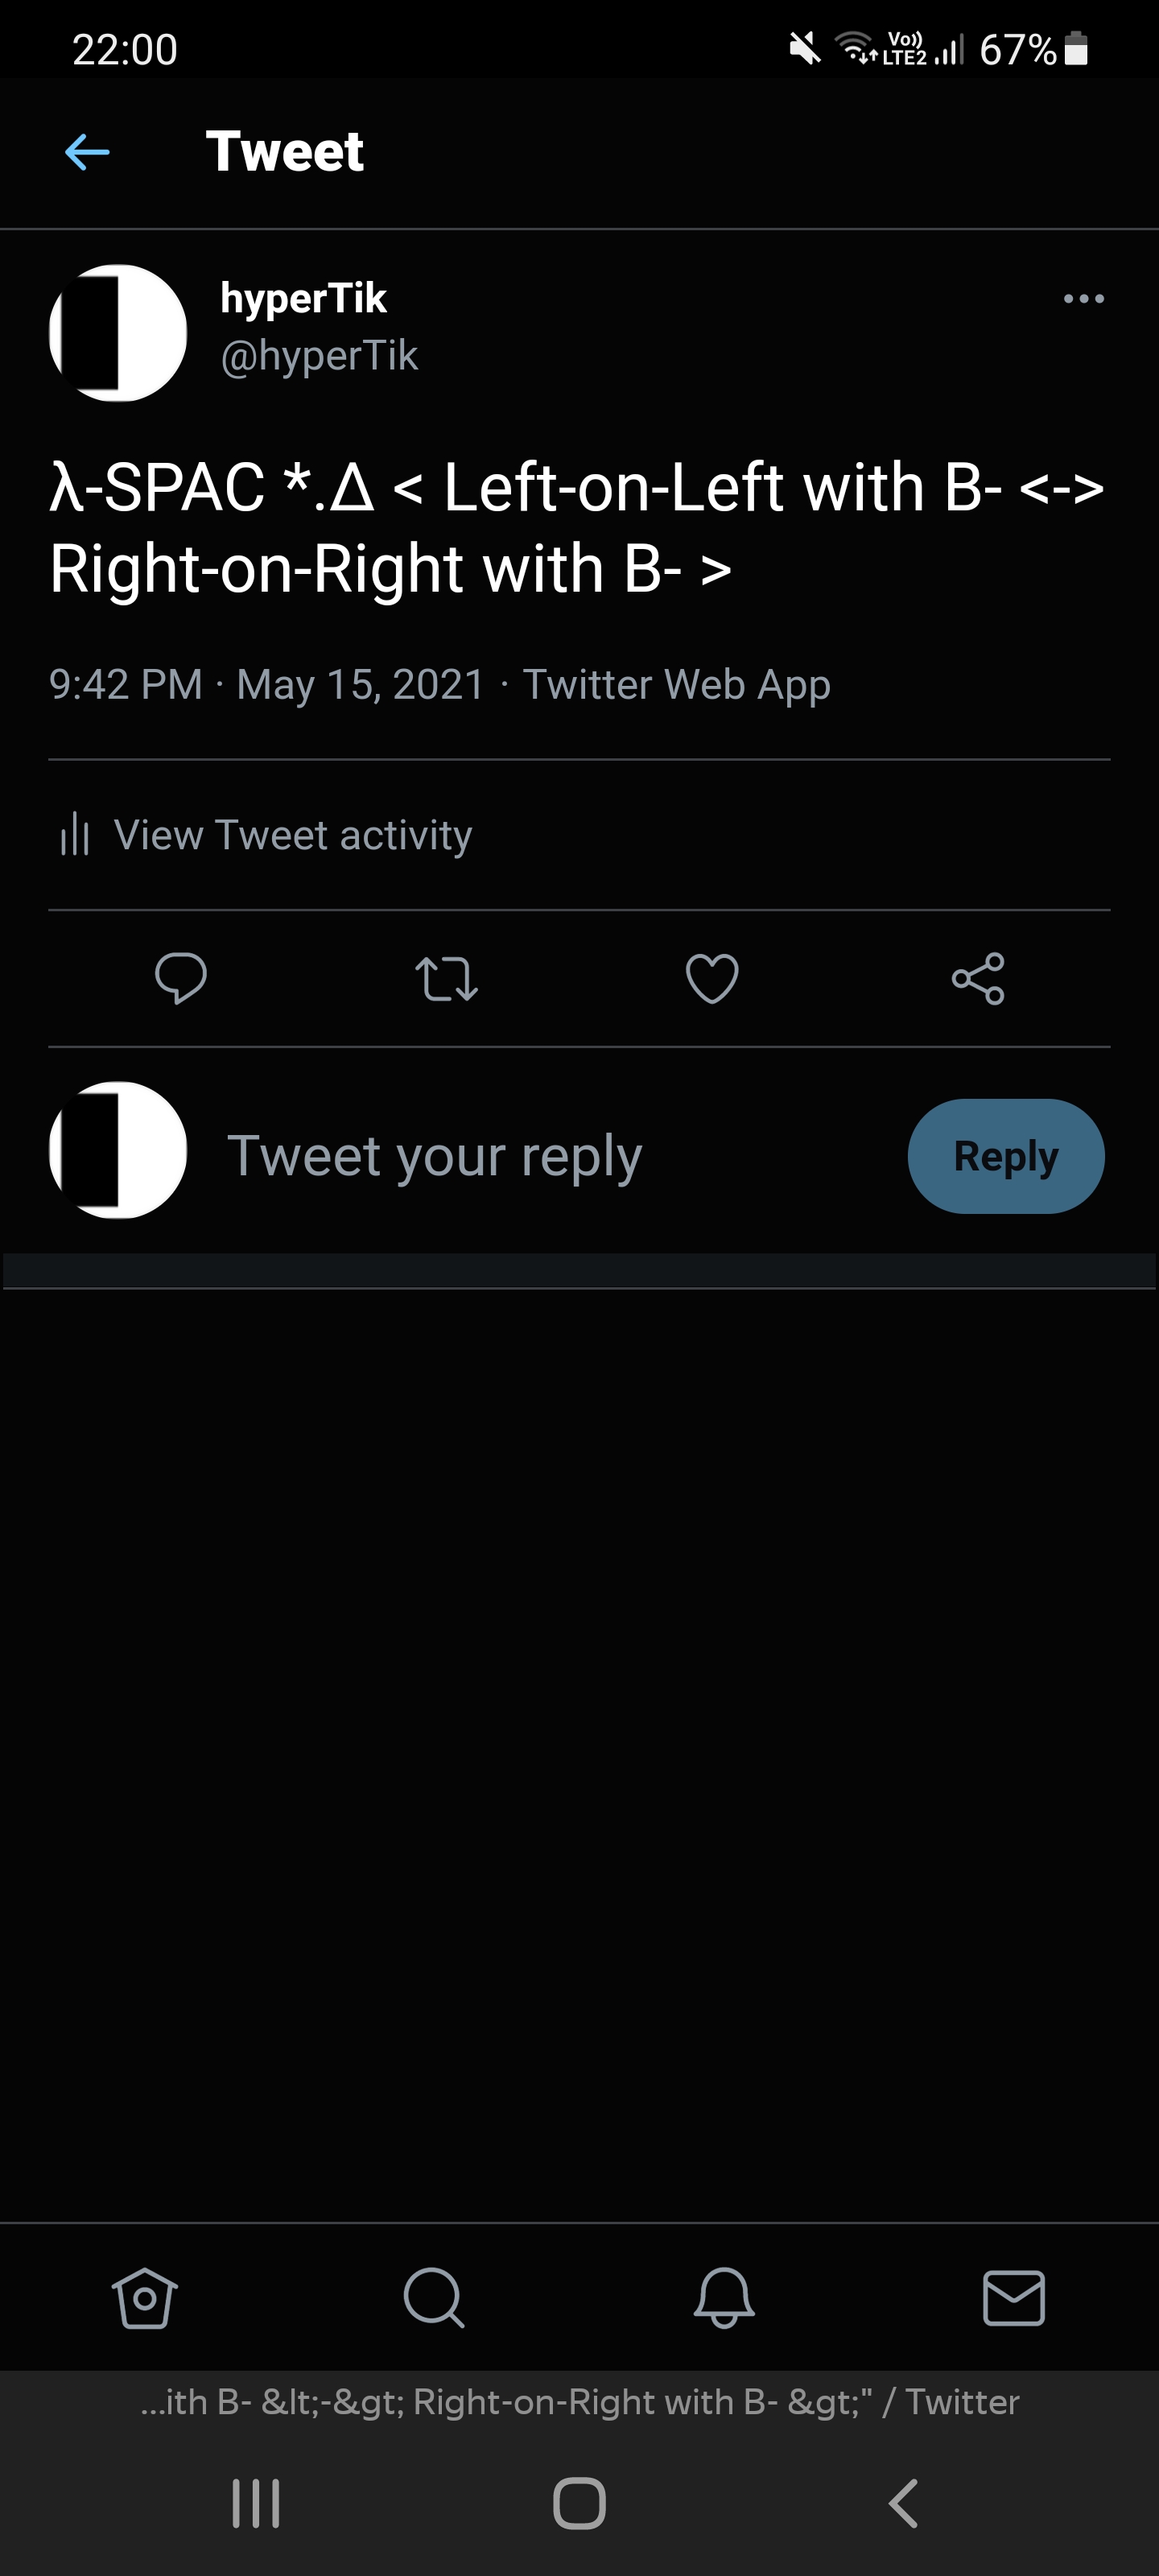 22:00
Vo)) LTE2 67%
Tweet
hyperTik
@hyperTik
λ-SPAC *.Δ < Left-on-Left with B- <->
Right-on-Right with B- >
9:42 PM · May 15, 2021 · Twitter Web App
View Tweet activity
Tweet your reply
Reply
...ith B- &lt;-&gt; Right-on-Right with B- &gt;" / Twitter